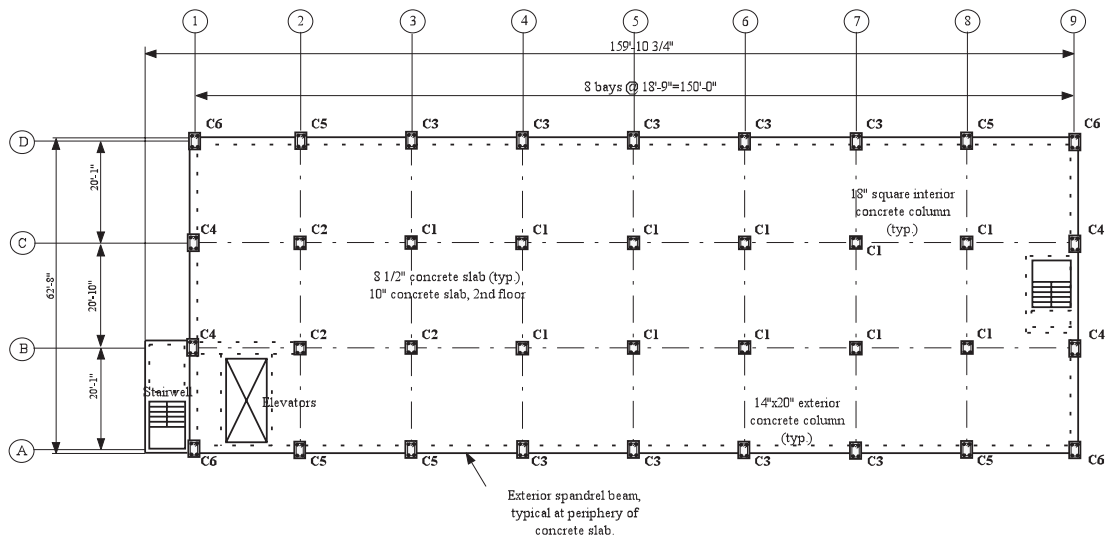 1 2 3 4 5 6 7 8 9
159'-10 3/4"
8 bays @ 18'-9"=150'-0"
C6 C5 C3 C3 C3 C3 C3 C5 C6
D
20'-1"
18" square interior
concrete column
(typ.)
C4 C2 C1 C1 C1 C1 C1 C1 C4
C
8 1/2" concrete slab (typ.)
10" concrete slab, 2nd floor
62'-8"
20'-10"
C4 C2 C2 C1 C1 C1 C1 C1 C4
B
20'-1"
Stairwell
Elevators
14"x20" exterior
concrete column
(typ.)
A
C6 C5 C5 C3 C3 C3 C3 C5 C6
Exterior spandrel beam,
typical at periphery of
concrete slab.